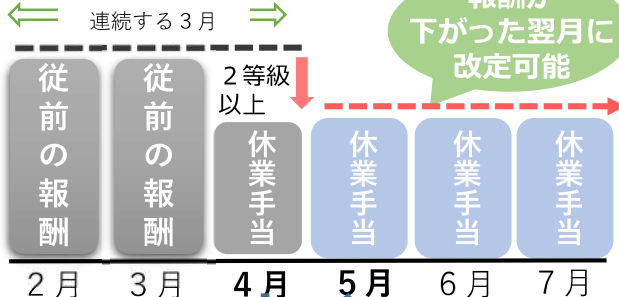 連続する３月
報酬が
下がった翌月に
改定可能
２等級
以上
従前の報酬
従前の報酬
休業手当
休業手当
休業手当
休業手当
２月
３月
４月
５月
６月
７月